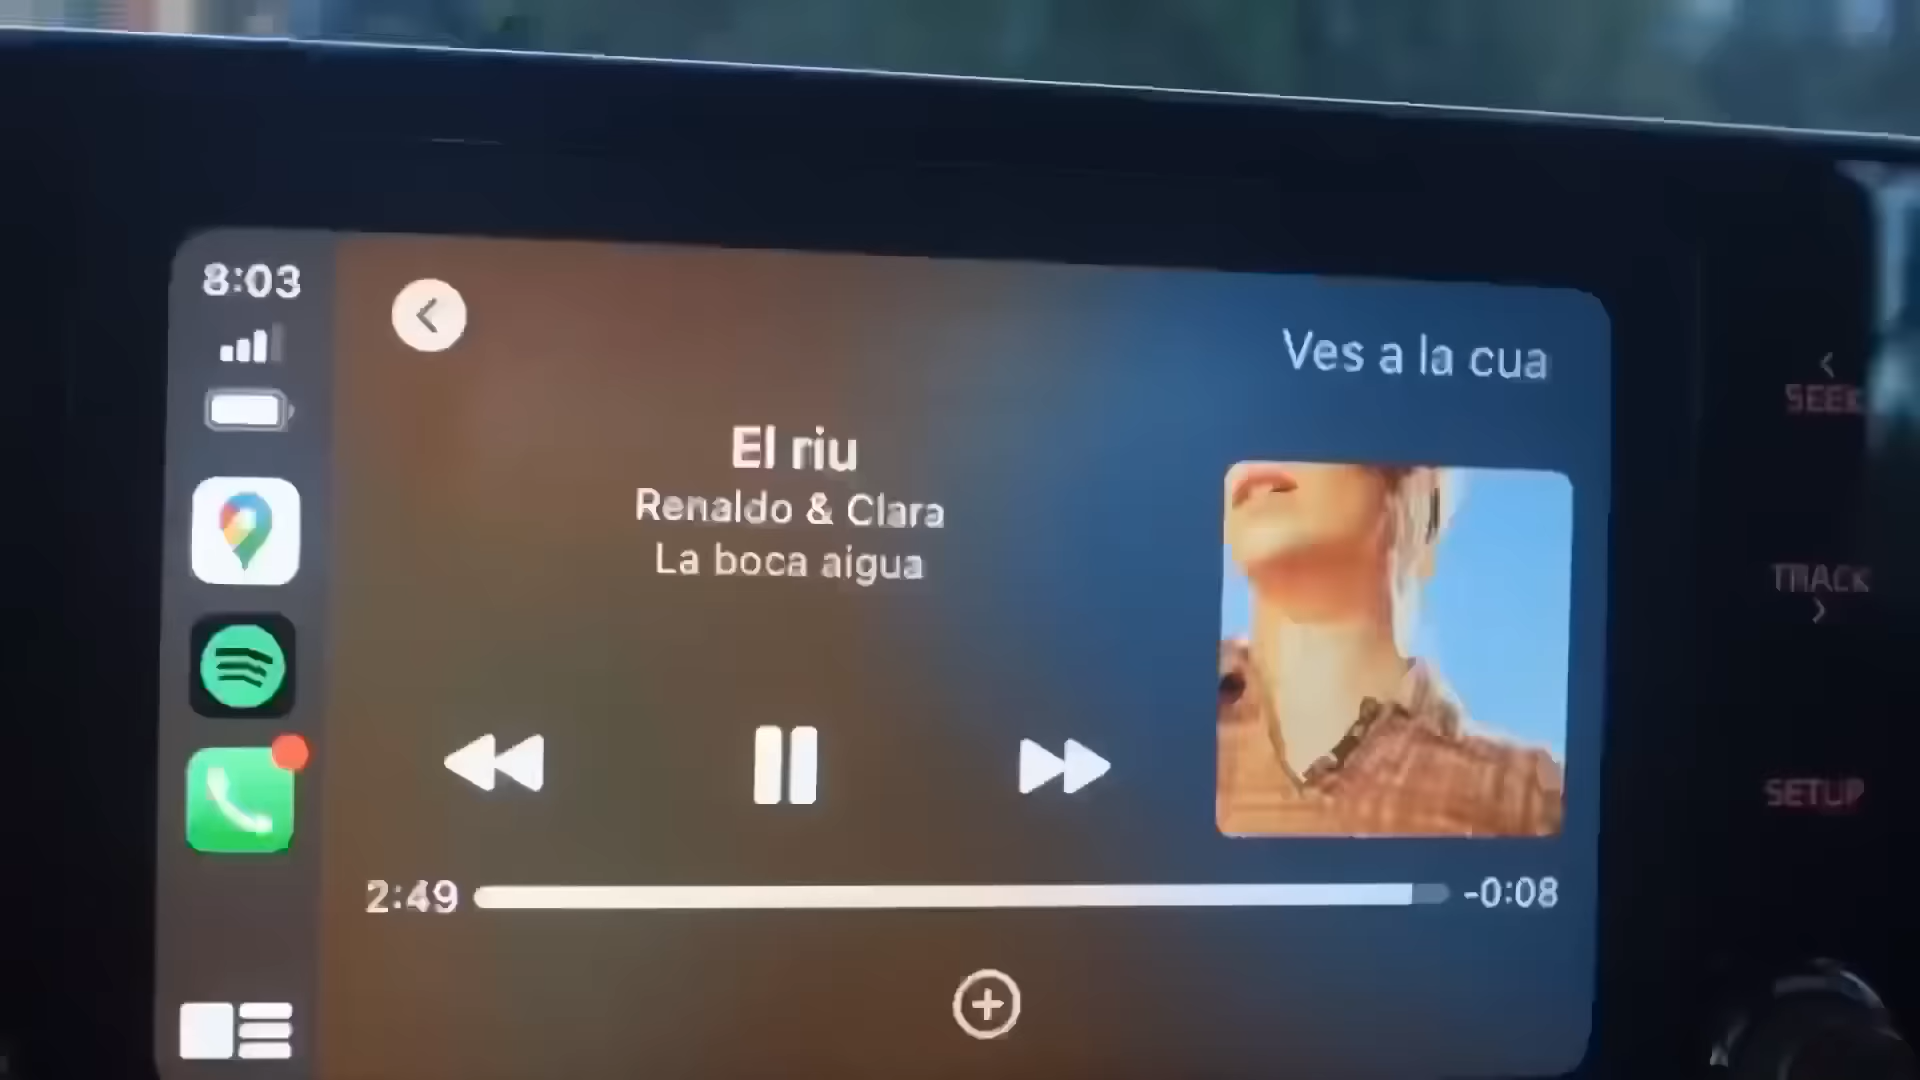 8:03
Ves a la cua
El riu
Renaldo & Clara
La boca aigua
2:49
-0:08
SEEK
TRACK
SETUP